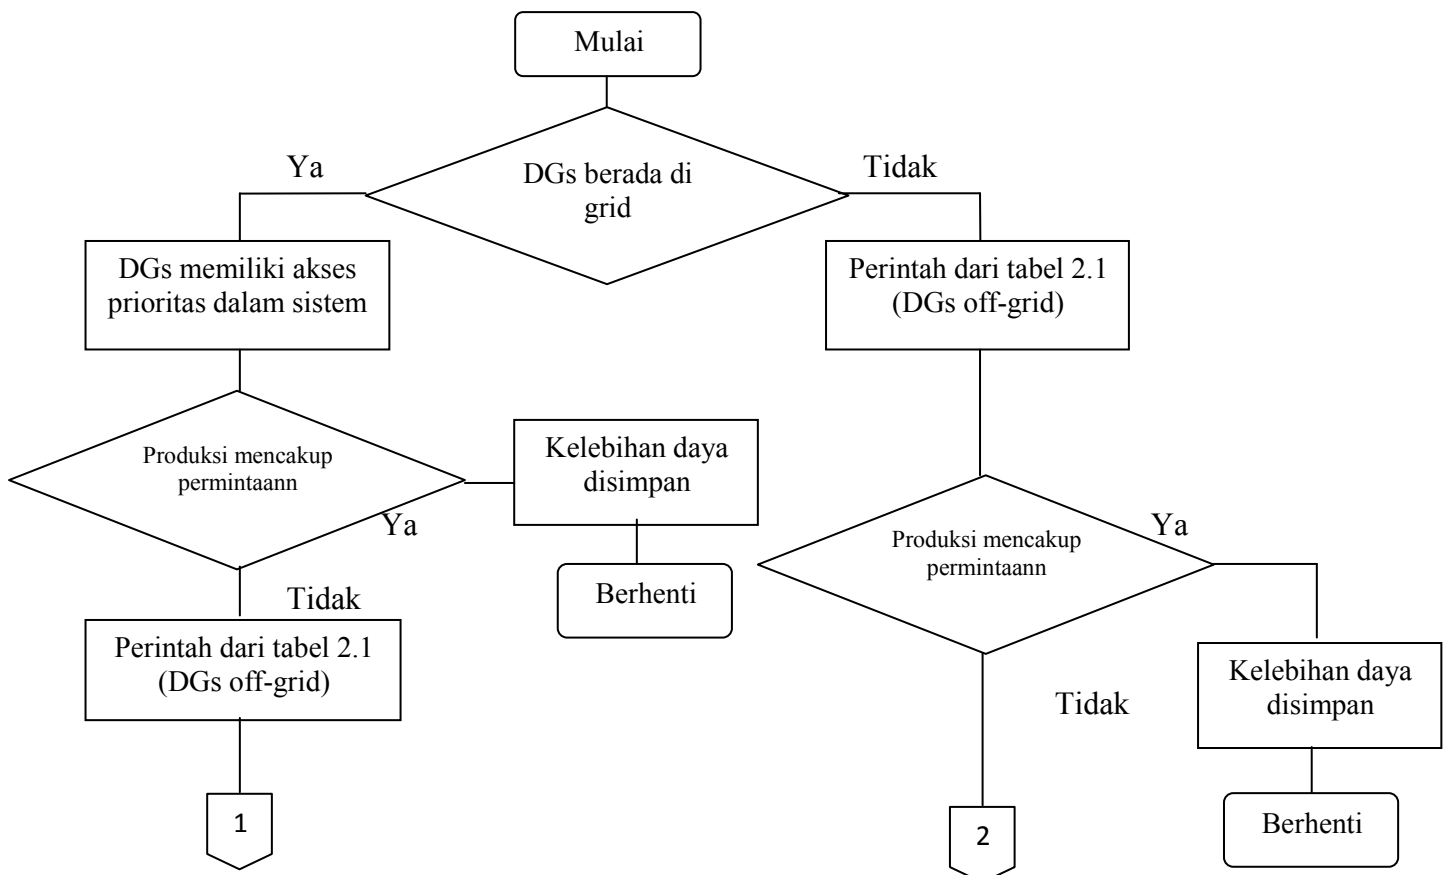 Mulai
DGs berada di
grid
Ya
Tidak
DGs memiliki akses
prioritas dalam sistem
Perintah dari tabel 2.1
(DGs off-grid)
Produksi mencakup
permintaann
Ya
Kelebihan daya
disimpan
Berhenti
Tidak
Perintah dari tabel 2.1
(DGs off-grid)
1
Produksi mencakup
permintaann
Ya
Tidak
Kelebihan daya
disimpan
Berhenti
2